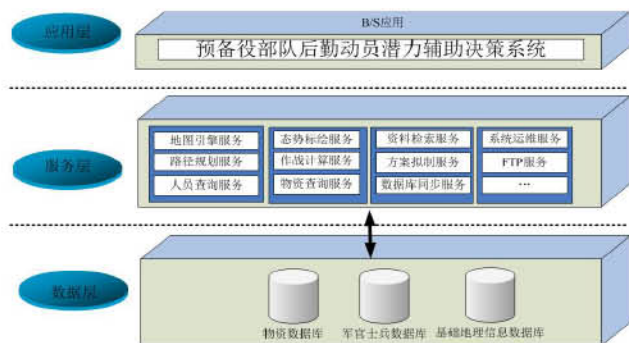 B/S应用
应用层
预备役部队后勤动员潜力辅助决策系统
地图引擎服务
态势标绘服务
资料检索服务
系统运维服务
服务层
路径规划服务
作战计算服务
方案拟制服务
FTP服务
人员查询服务
物资查询服务
数据库同步服务
…
数据层
物资数据库
军官士兵数据库
基础地理信息数据库